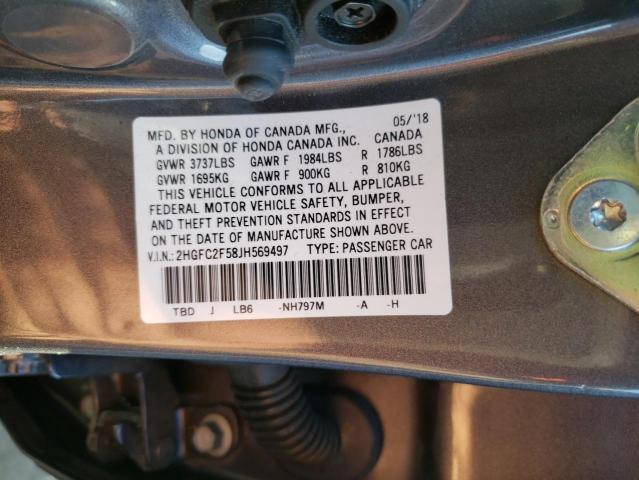 MFD. BY HONDA OF CANADA MFG., 05/'18
A DIVISION OF HONDA CANADA INC. CANADA
GVWR 3737LBS GAWR F 1984LBS R 1786LBS
GVWR 1695KG GAWR F 900KG R 810KG
THIS VEHICLE CONFORMS TO ALL APPLICABLE
FEDERAL MOTOR VEHICLE SAFETY, BUMPER,
AND THEFT PREVENTION STANDARDS IN EFFECT
ON THE DATE OF MANUFACTURE SHOWN ABOVE.
V.I.N.: 2HGFC2F58JH569497 TYPE: PASSENGER CAR
TBD J LB6 -NH797M -A -H